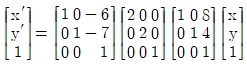 [x′] [1 0 − 6] [2 0 0] [1 0 8] [x]
[y′] = [0 1 − 7] [0 2 0] [0 1 4] [y]
[1] [0 0 1] [0 0 1] [0 0 1] [1]